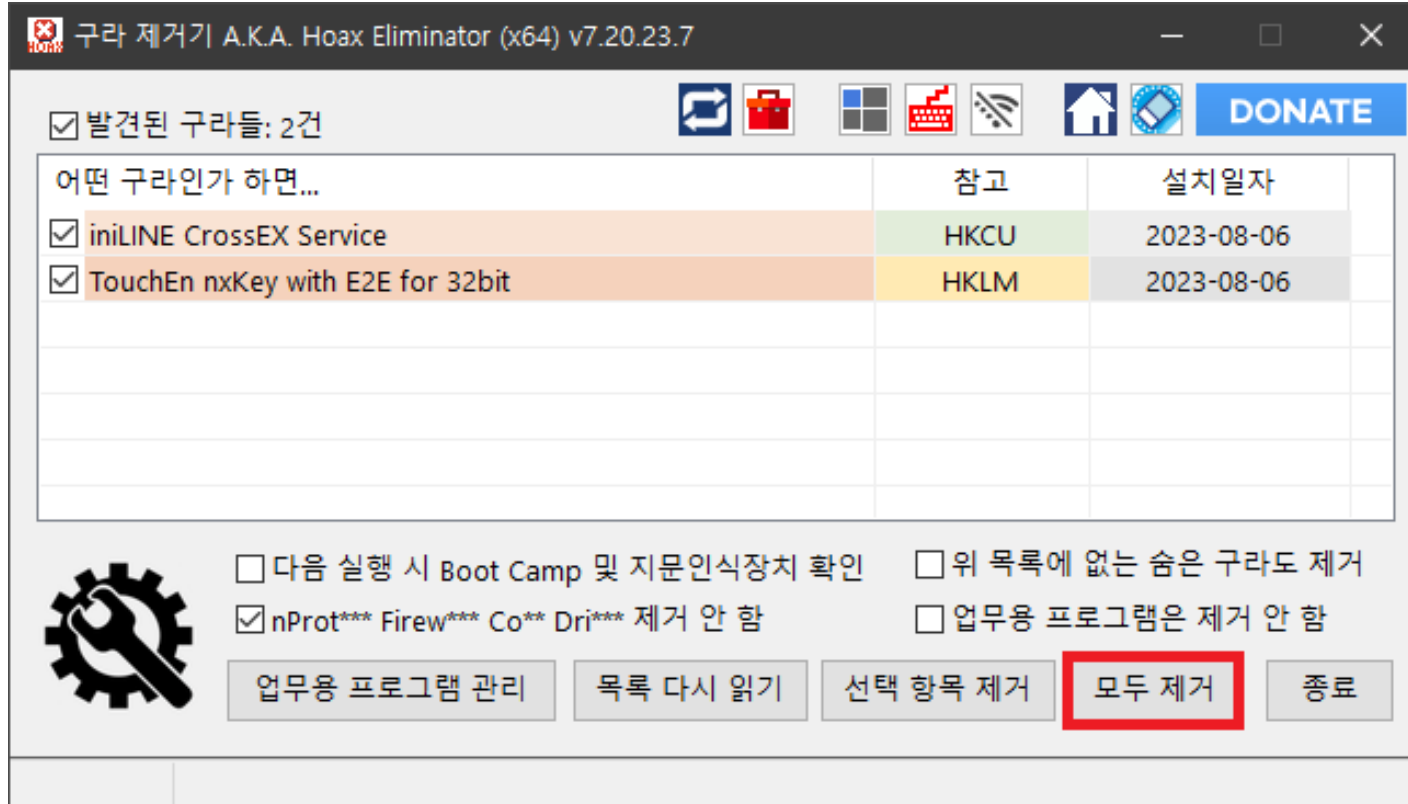 구라 제거기 A.K.A. Hoax Eliminator (x64) v7.20.23.7
HOAX
발견된 구라들: 2건
DONATE
어떤 구라인가 하면... 참고 설치일자
iniLINE CrossEX Service HKCU 2023-08-06
TouchEn nxKey with E2E for 32bit HKLM 2023-08-06
다음 실행 시 Boot Camp 및 지문인식장치 확인 위 목록에 없는 숨은 구라도 제거
nProt*** Firew*** Co** Dri*** 제거 안 함 업무용 프로그램은 제거 안 함
업무용 프로그램 관리 목록 다시 읽기 선택 항목 제거 모두 제거 종료